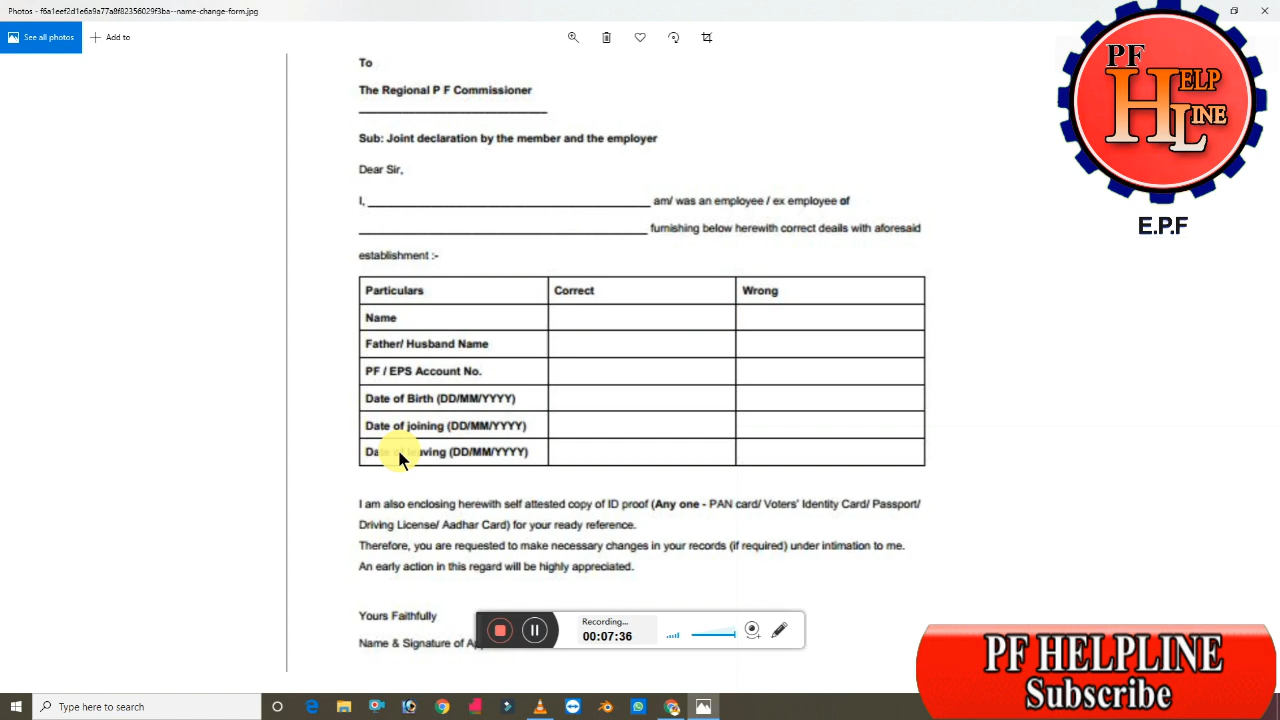 Photos - f6a1eef2d1e6a9a77a8f82356029f3ba--name-change-form.jpg
See all photos
Add to
To
The Regional P F Commissioner
Sub: Joint declaration by the member and the employer
Dear Sir,
I, ________ am/ was an employee / ex employee of
________ furnishing below herewith correct deails with aforesaid
establishment :-
Particulars Correct Wrong
Name
Father/ Husband Name
PF / EPS Account No.
Date of Birth (DD/MM/YYYY)
Date of joining (DD/MM/YYYY)
Date of leaving (DD/MM/YYYY)
I am also enclosing herewith self attested copy of ID proof (Any one - PAN card/ Voters' Identity Card/ Passport/
Driving License/ Aadhar Card) for your ready reference.
Therefore, you are requested to make necessary changes in your records (if required) under intimation to me.
An early action in this regard will be highly appreciated.
Yours Faithfully
Name & Signature of
Recording...
00:07:36
PF
HELP
LINE
E.P.F
PF HELPLINE
Subscribe
Type here to search